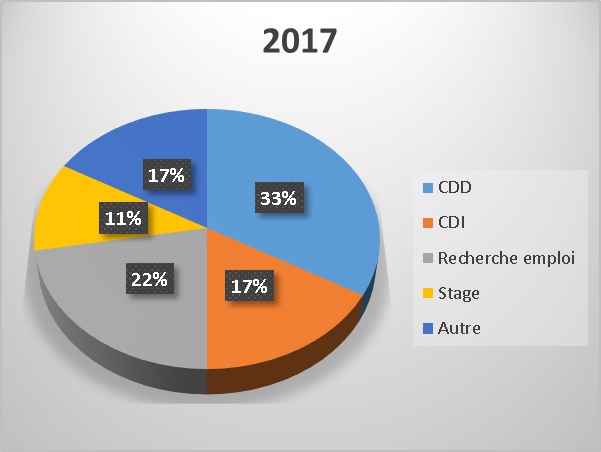 2017
17%
33%
11%
22%
17%
CDD
CDI
Recherche emploi
Stage
Autre